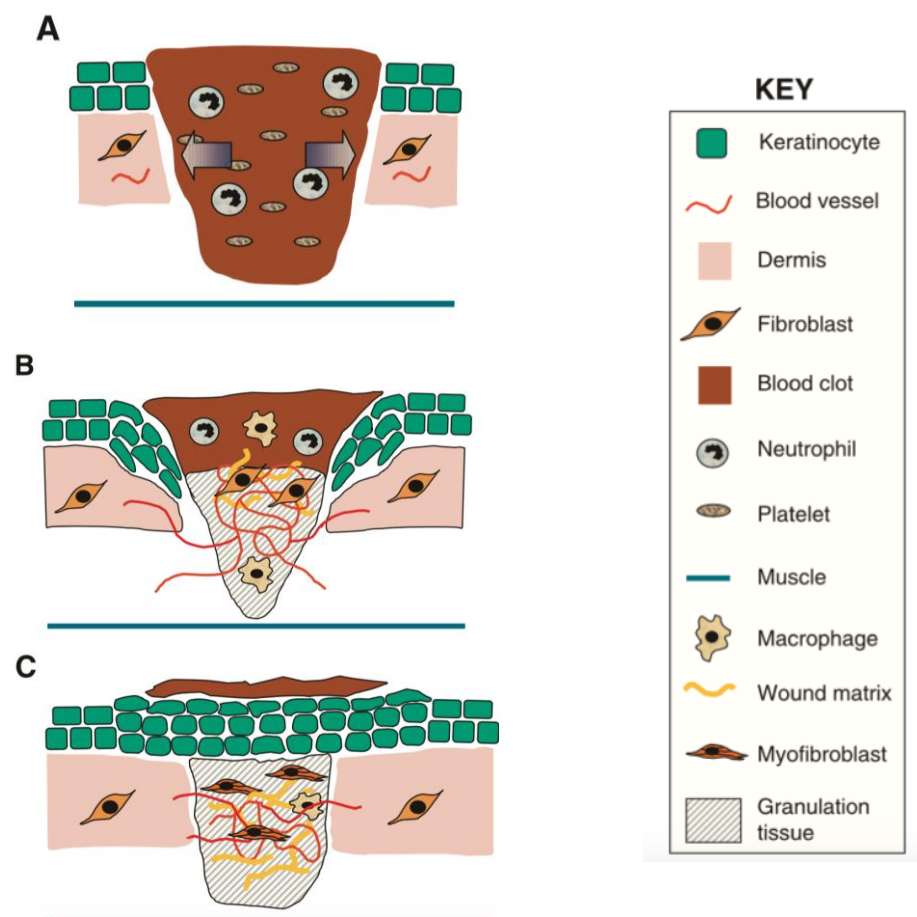 A
B
C
KEY
Keratinocyte
Blood vessel
Dermis
Fibroblast
Blood clot
Neutrophil
Platelet
Muscle
Macrophage
Wound matrix
Myofibroblast
Granulation
tissue